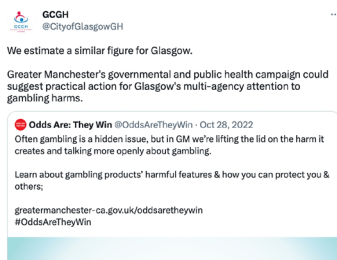 GCGH
@CityofGlasgowGH
We estimate a similar figure for Glasgow.
Greater Manchester's governmental and public health campaign could
suggest practical action for Glasgow's multi-agency attention to
gambling harms.
Odds Are: They Win @OddsAreTheyWin · Oct 28, 2022
Often gambling is a hidden issue, but in GM we're lifting the lid on the harm it
creates and talking more openly about gambling.
Learn about gambling products' harmful features & how you can protect you &
others;
greatermanchester-ca.gov.uk/oddsaretheywin
#OddsAreTheyWin